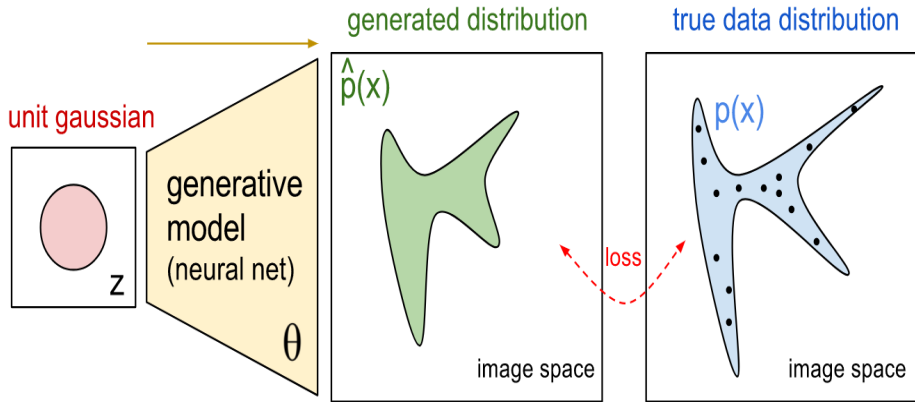 generated distribution
true data distribution
p̂(x)
p(x)
unit gaussian
generative
model
(neural net)
z
loss
θ
image space
image space